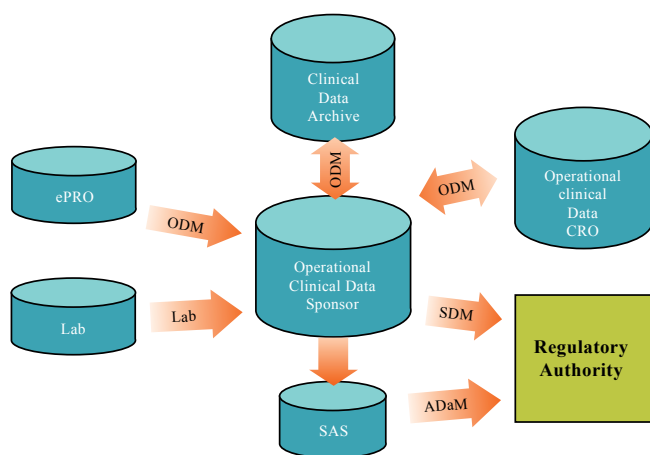 Clinical
Data
Archive
ODM
ePRO
ODM
ODM
Operational
clinical
Data
CRO
Operational
Clinical Data
Sponsor
Lab
Lab
SDM
Regulatory
Authority
ADaM
SAS